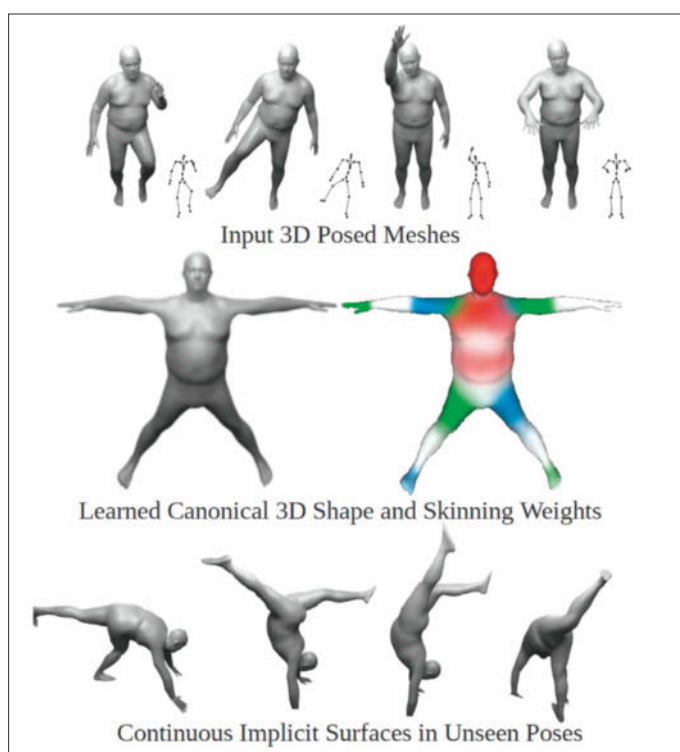 Input 3D Posed Meshes
Learned Canonical 3D Shape and Skinning Weights
Continuous Implicit Surfaces in Unseen Poses